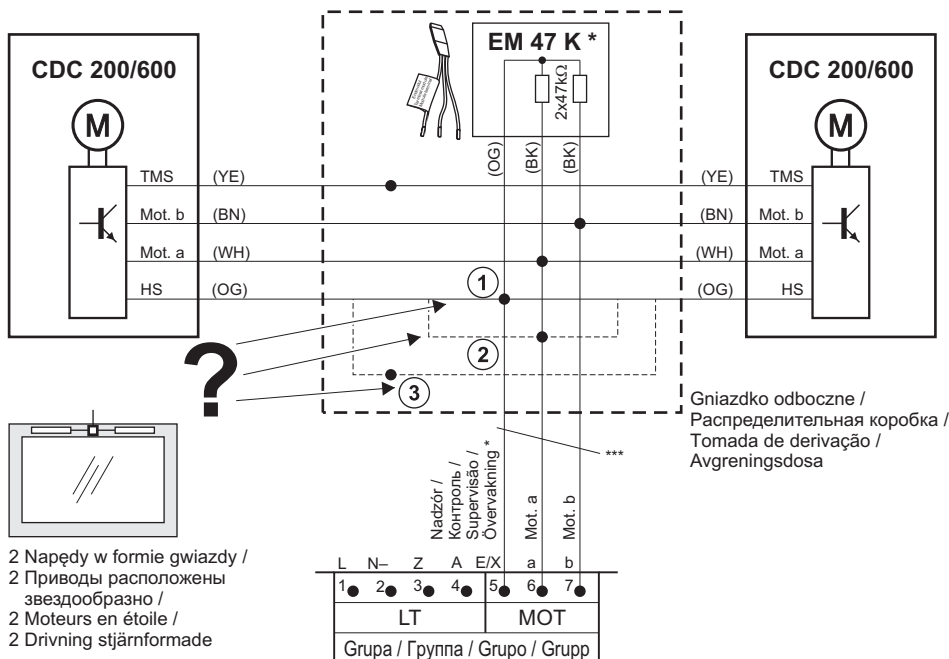 EM 47 K *
2x47kΩ
(OG)
(BK)
(BK)
CDC 200/600
M
TMS
(YE)
Mot. b
(BN)
Mot. a
(WH)
HS
(OG)
CDC 200/600
M
(YE)
TMS
(BN)
Mot. b
(WH)
Mot. a
(OG)
HS
1
2
3
?
Gniazdko odboczne /
Распределительная коробка /
Tomada de derivação /
Avgreningsdosa
***
Nadzór /
Контроль /
Supervisão /
Övervakning *
Mot. a
Mot. b
2 Napędy w formie gwiazdy /
2 Приводы расположены
звездообразно /
2 Moteurs en étoile /
2 Drivning stjärnformade
L N– Z A E/X a b
1 2 3 4 5 6 7
LT MOT
Grupa / Группа / Grupo / Grupp